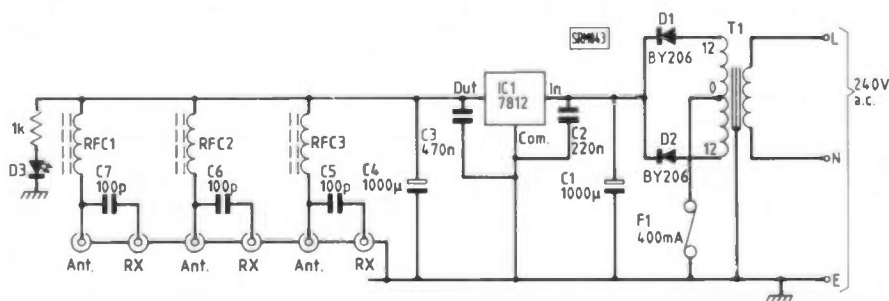 SRM043
D1
BY206
T1
12
0
12
L
240V
a.c.
N
E
Out
IC1
7812
In
Com.
C2
220n
C3
470n
D2
BY206
C1
1000µ
F1
400mA
1k
D3
RFC1
RFC2
RFC3
C7
100p
C6
100p
C5
100p
C4
1000µ
Ant.
RX
Ant.
RX
Ant.
RX